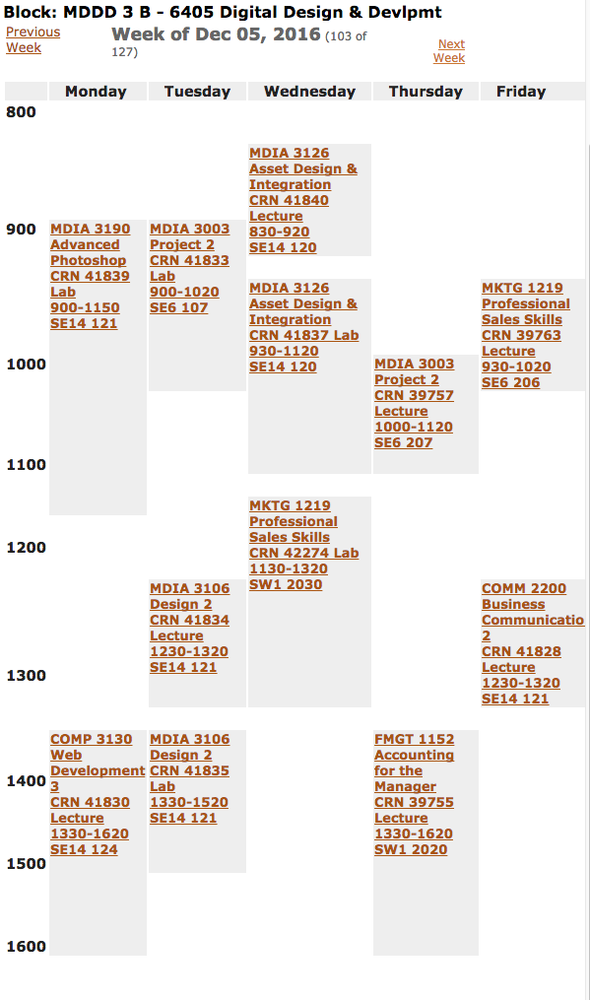 Block: MDDD 3 B - 6405 Digital Design & Devlpmt
Previous
Week
Week of Dec 05, 2016 (103 of
127)
Next
Week
Monday Tuesday Wednesday Thursday Friday
800
MDIA 3126
Asset Design &
Integration
CRN 41840
Lecture
830-920
SE14 120
900
MDIA 3190
Advanced
Photoshop
CRN 41839
Lab
900-1150
SE14 121
MDIA 3003
Project 2
CRN 41833
Lab
900-1020
SE6 107
MDIA 3126
Asset Design &
Integration
CRN 41837 Lab
930-1120
SE14 120
MKTG 1219
Professional
Sales Skills
CRN 39763
Lecture
930-1020
SE6 206
1000
MDIA 3003
Project 2
CRN 39757
Lecture
1000-1120
SE6 207
1100
MKTG 1219
Professional
Sales Skills
CRN 42274 Lab
1130-1320
SW1 2030
1200
MDIA 3106
Design 2
CRN 41834
Lecture
1230-1320
SE14 121
COMM 2200
Business
Communicatio
2
CRN 41828
Lecture
1230-1320
SE14 121
1300
COMP 3130
Web
Development
3
CRN 41830
Lecture
1330-1620
SE14 124
MDIA 3106
Design 2
CRN 41835
Lab
1330-1520
SE14 121
FMGT 1152
Accounting
for the
Manager
CRN 39755
Lecture
1330-1620
SW1 2020
1400
1500
1600